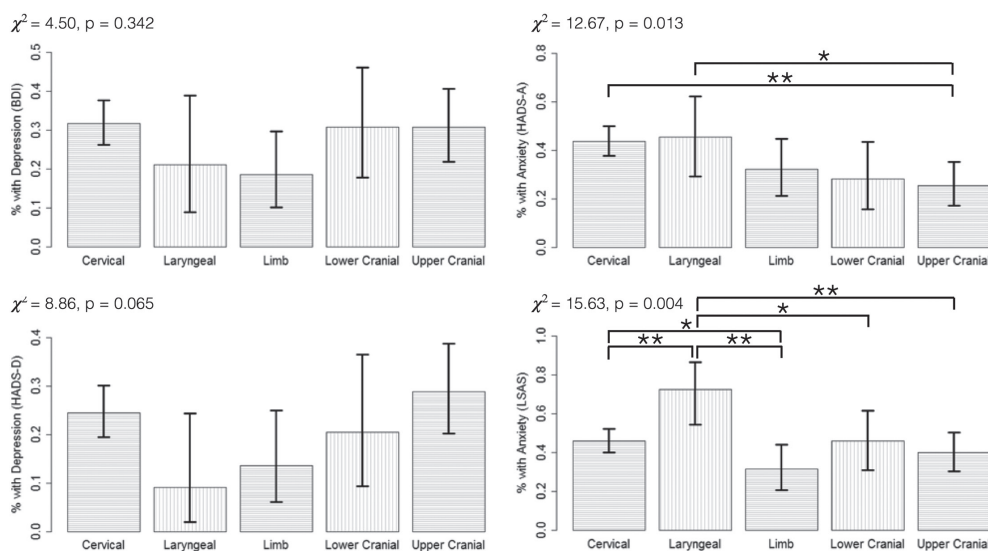 χ² = 4.50, p = 0.342
% with Depression (BDI)
0.5
0.4
0.3
0.2
0.1
0.0
Cervical Laryngeal Limb Lower Cranial Upper Cranial
χ² = 12.67, p = 0.013
% with Anxiety (HADS-A)
0.8
0.6
0.4
0.2
0.0
*
**
Cervical Laryngeal Limb Lower Cranial Upper Cranial
χ² = 8.86, p = 0.065
% with Depression (HADS-D)
0.4
0.3
0.2
0.1
0.0
Cervical Laryngeal Limb Lower Cranial Upper Cranial
χ² = 15.63, p = 0.004
% with Anxiety (LSAS)
1.0
0.8
0.6
0.4
0.2
0.0
**
*
*
** **
Cervical Laryngeal Limb Lower Cranial Upper Cranial